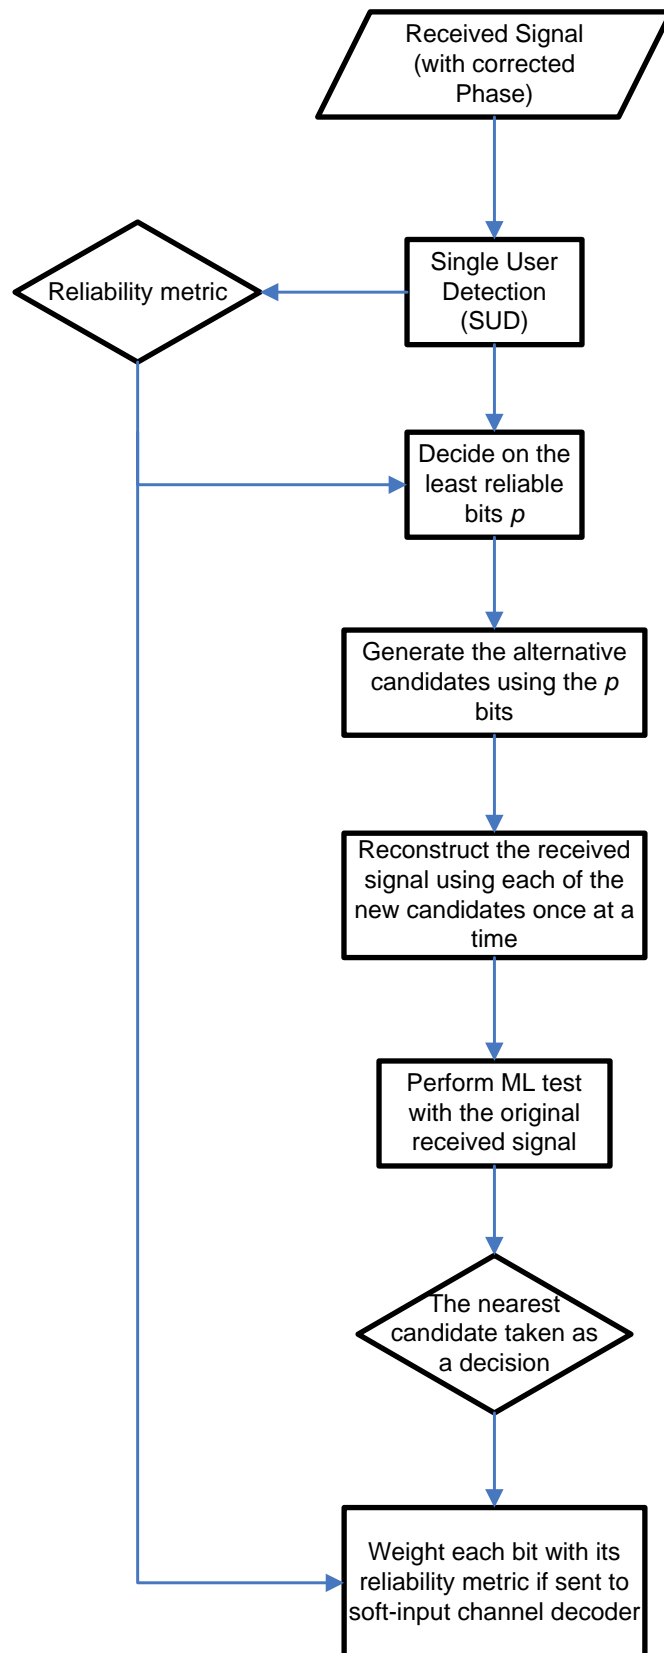 Received Signal
(with corrected
Phase)
Single User
Detection
(SUD)
Reliability metric
Decide on the
least reliable
bits p
Generate the alternative
candidates using the p
bits
Reconstruct the received
signal using each of the
new candidates once at a
time
Perform ML test
with the original
received signal
The nearest
candidate taken as
a decision
Weight each bit with its
reliability metric if sent to
soft-input channel decoder